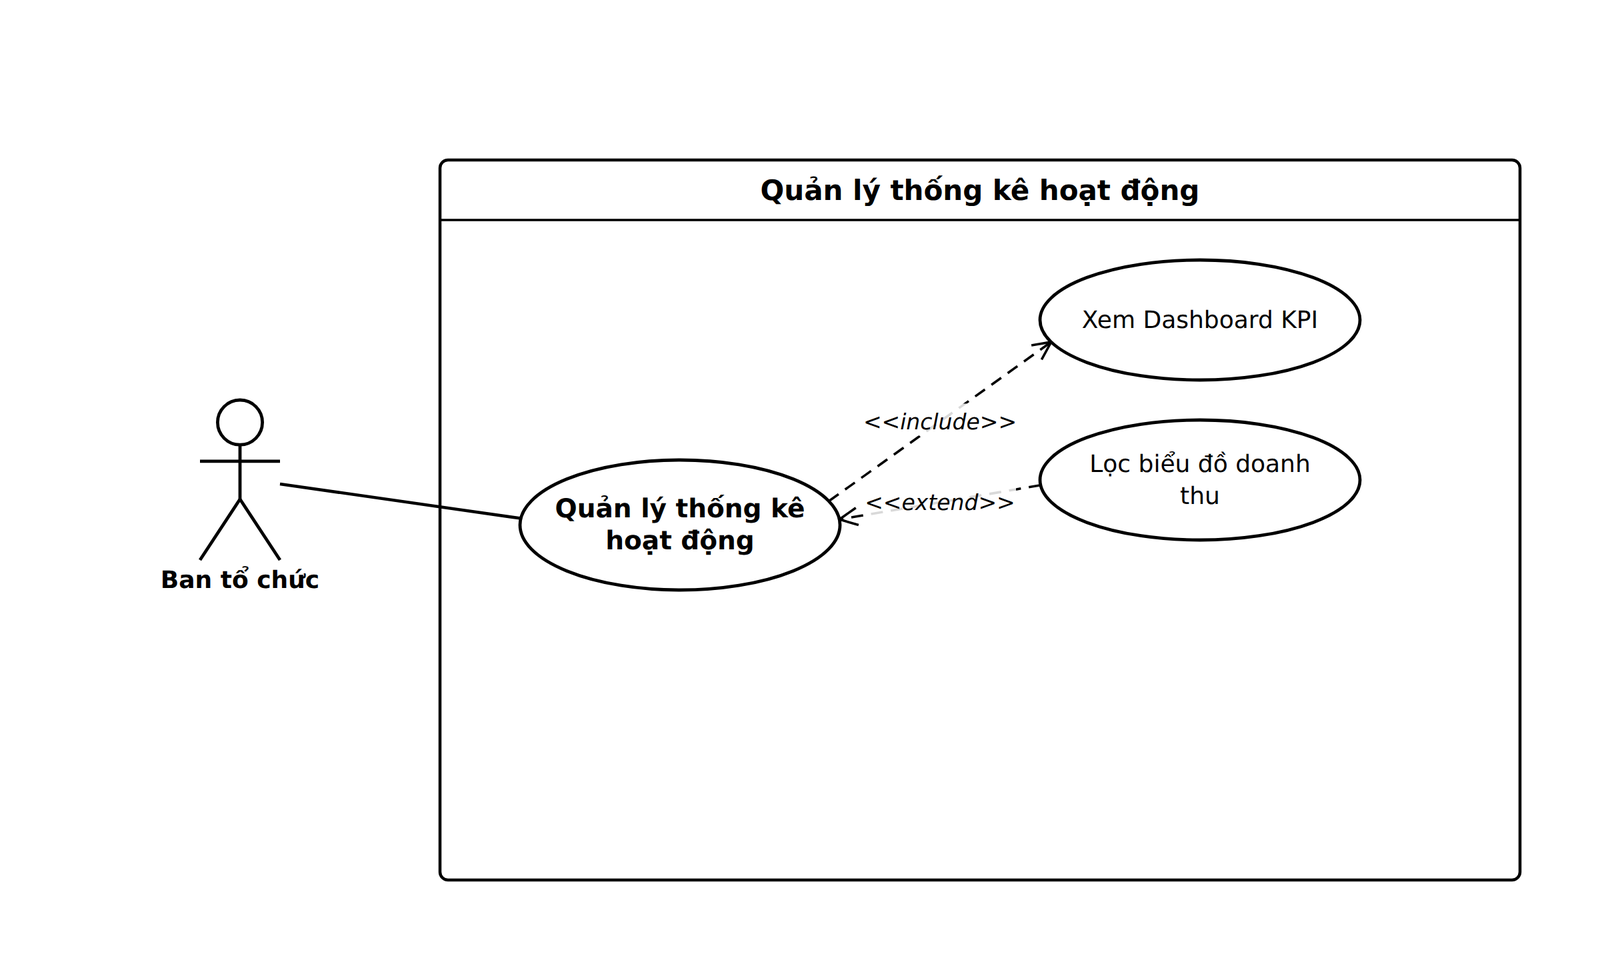 Quản lý thống kê hoạt động
Xem Dashboard KPI
<<include>>
Lọc biểu đồ doanh
thu
<<extend>>
Quản lý thống kê
hoạt động
Ban tổ chức